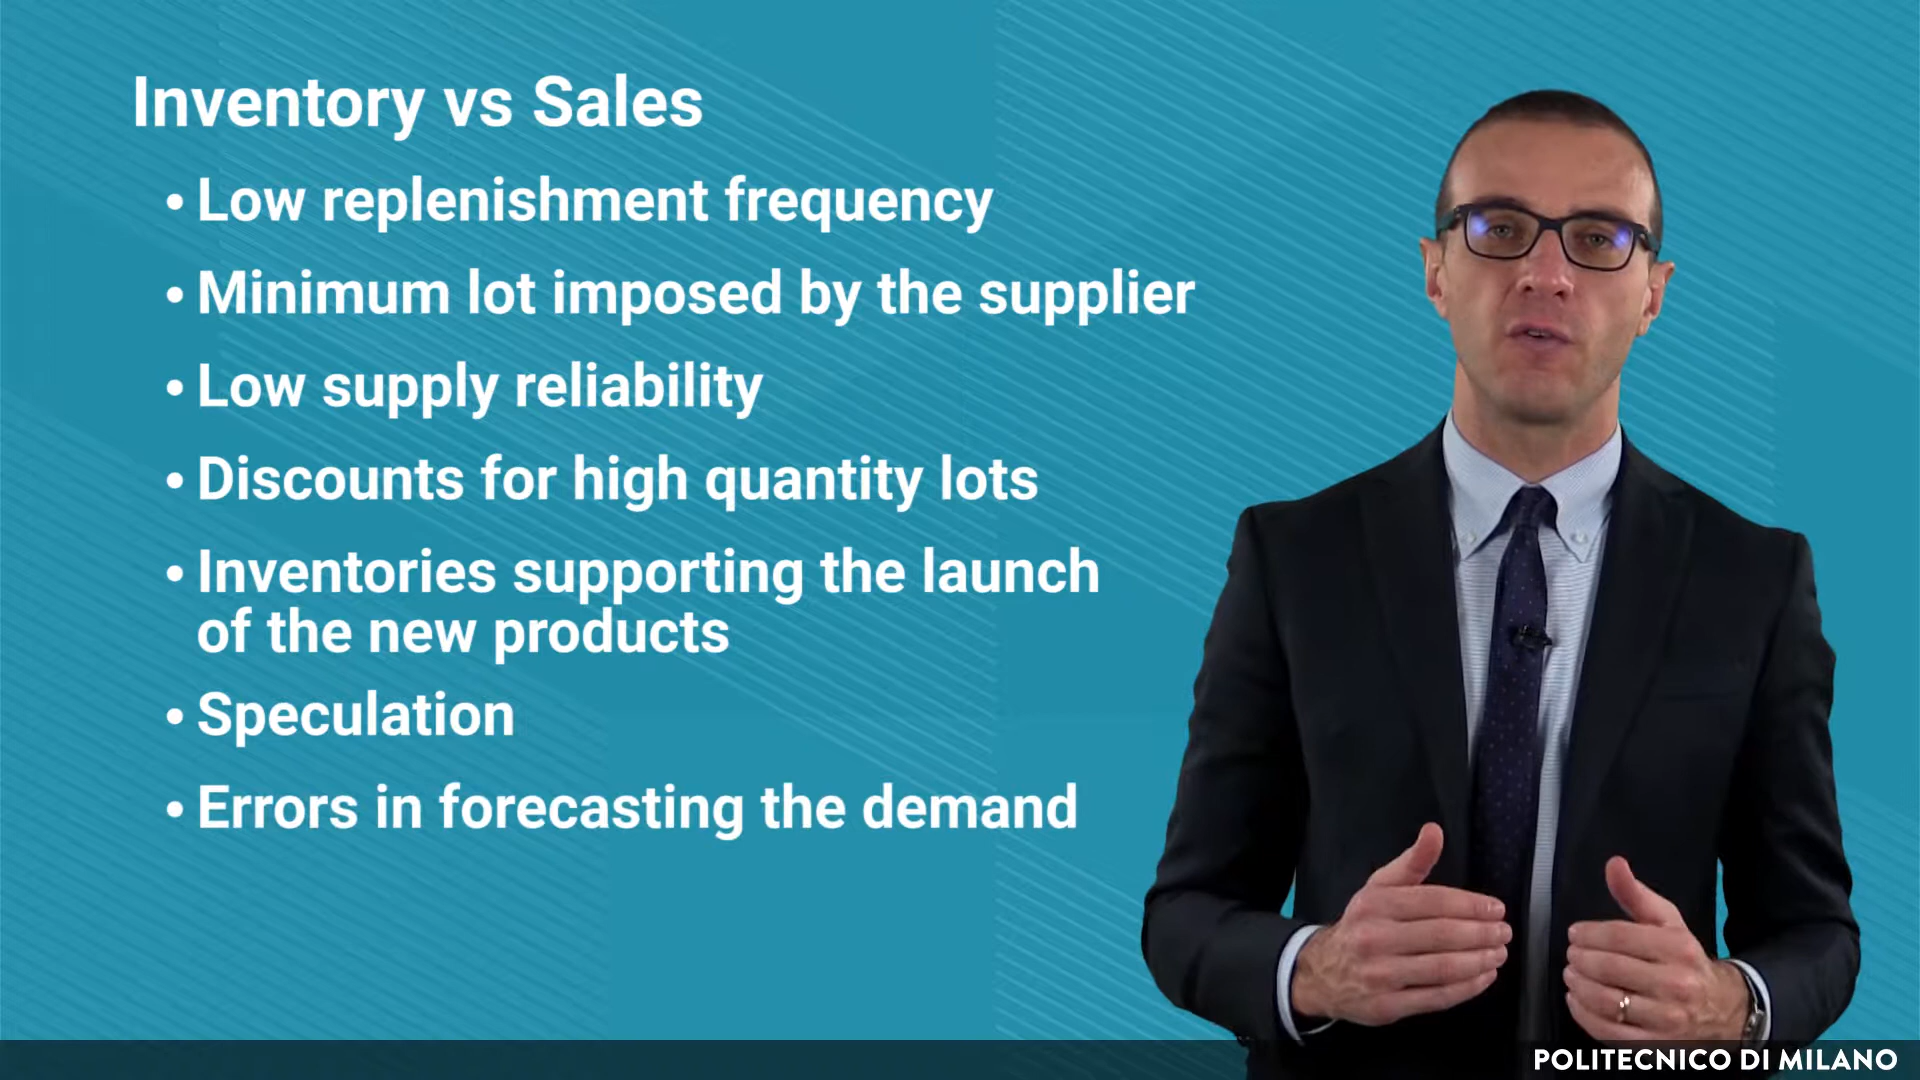 Inventory vs Sales
• Low replenishment frequency
• Minimum lot imposed by the supplier
• Low supply reliability
• Discounts for high quantity lots
• Inventories supporting the launch
of the new products
• Speculation
• Errors in forecasting the demand
POLITECNICO DI MILANO